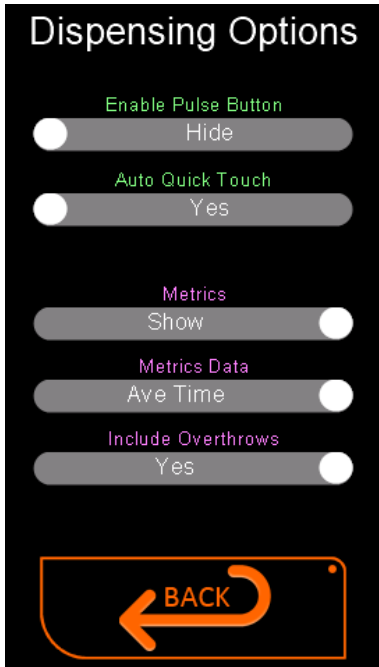 Dispensing Options
Enable Pulse Button
Hide
Auto Quick Touch
Yes
Metrics
Show
Metrics Data
Ave Time
Include Overthrows
Yes
BACK